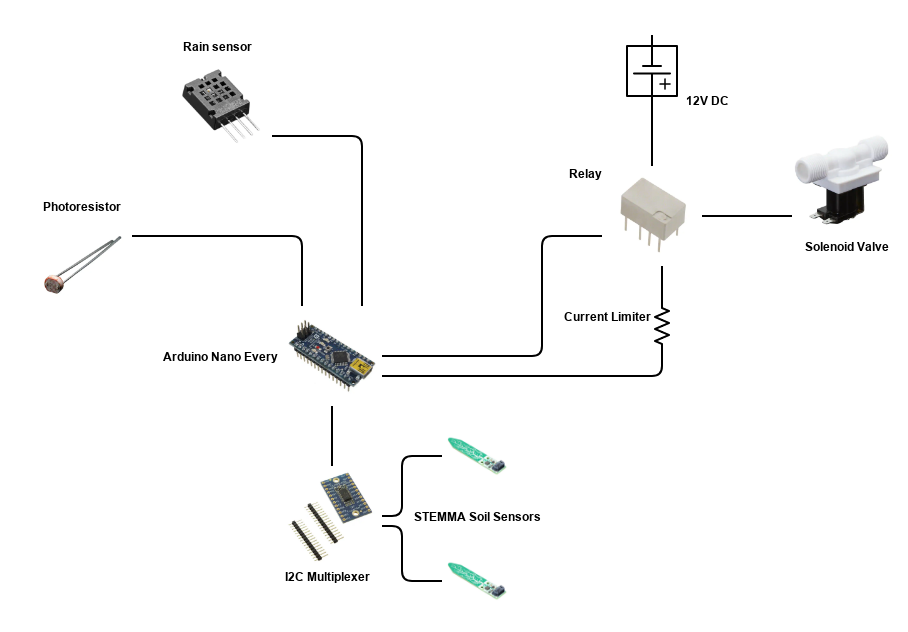 Rain sensor
12V DC
Relay
Photoresistor
Solenoid Valve
Current Limiter
Arduino Nano Every
STEMMA Soil Sensors
I2C Multiplexer